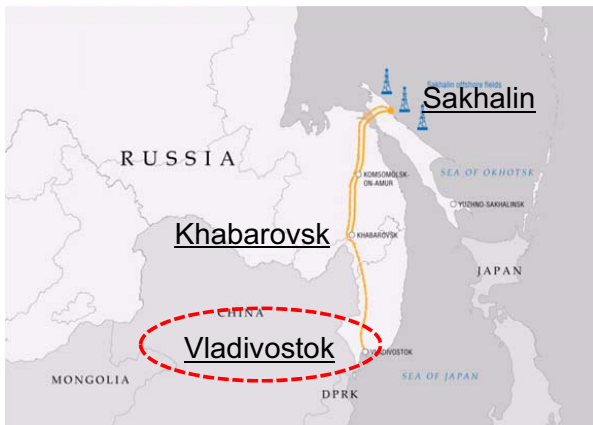 Sakhalin offshore fields
Sakhalin
RUSSIA
SEA OF OKHOTSK
KOMSOMOLSK-
ON-AMUR
YUZHNO-SAKHALINSK
Khabarovsk
KHABAROVSK
JAPAN
CHINA
Vladivostok
VLADIVOSTOK
MONGOLIA
SEA OF JAPAN
DPRK